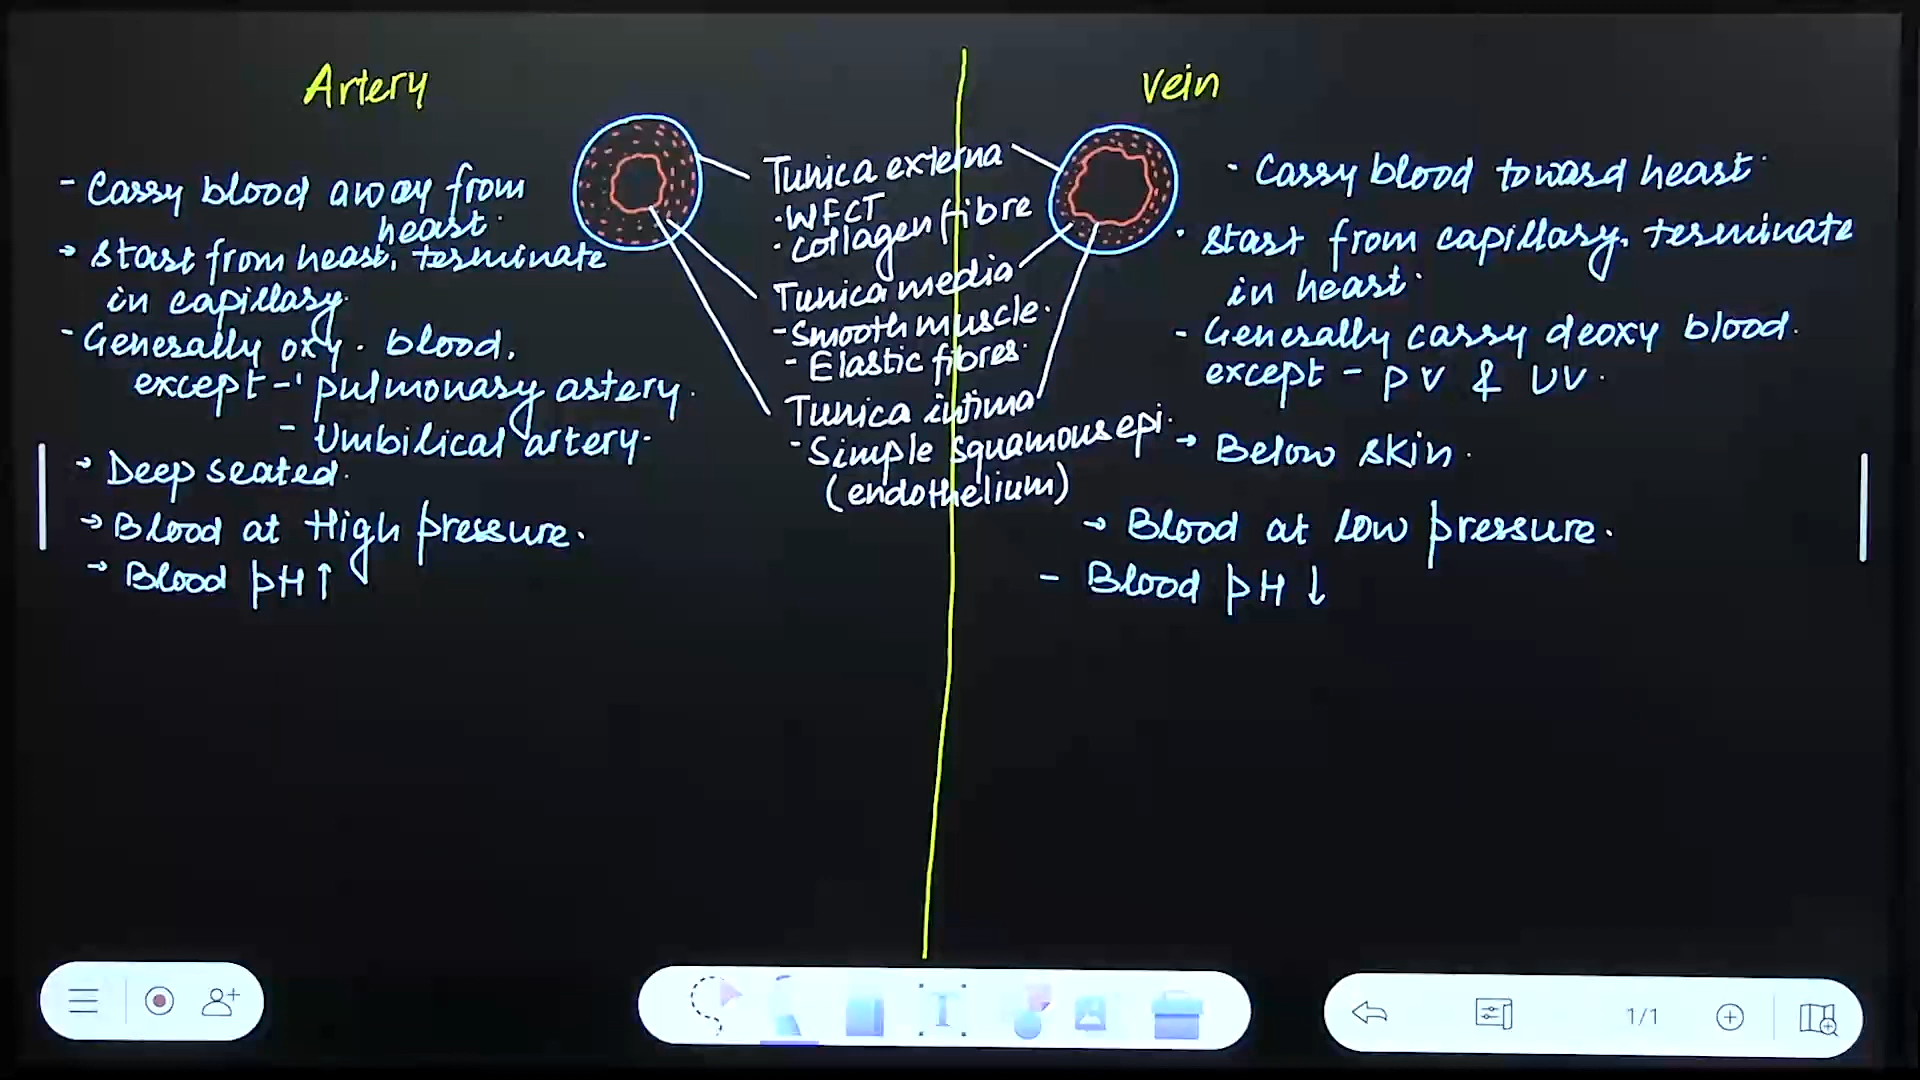 Artery
- Carry blood away from
heart.
→ Start from heart, terminate
in capillary.
- Generally oxy. blood,
except - ' pulmonary artery.
- Umbilical artery.
→ Deep seated.
→ Blood at High pressure.
→ Blood pH ↑
Tunica externa
· WFCT
· Collagen fibre
Tunica media
- Smooth muscle.
- Elastic fibres.
Tunica intima
- Simple squamous epi.
(endothelium)
Vein
· Carry blood toward heart.
· Start from capillary, terminate
in heart.
- Generally carry deoxy blood.
except - PV & UV.
→ Below skin.
→ Blood at low pressure.
- Blood pH ↓
T
1/1